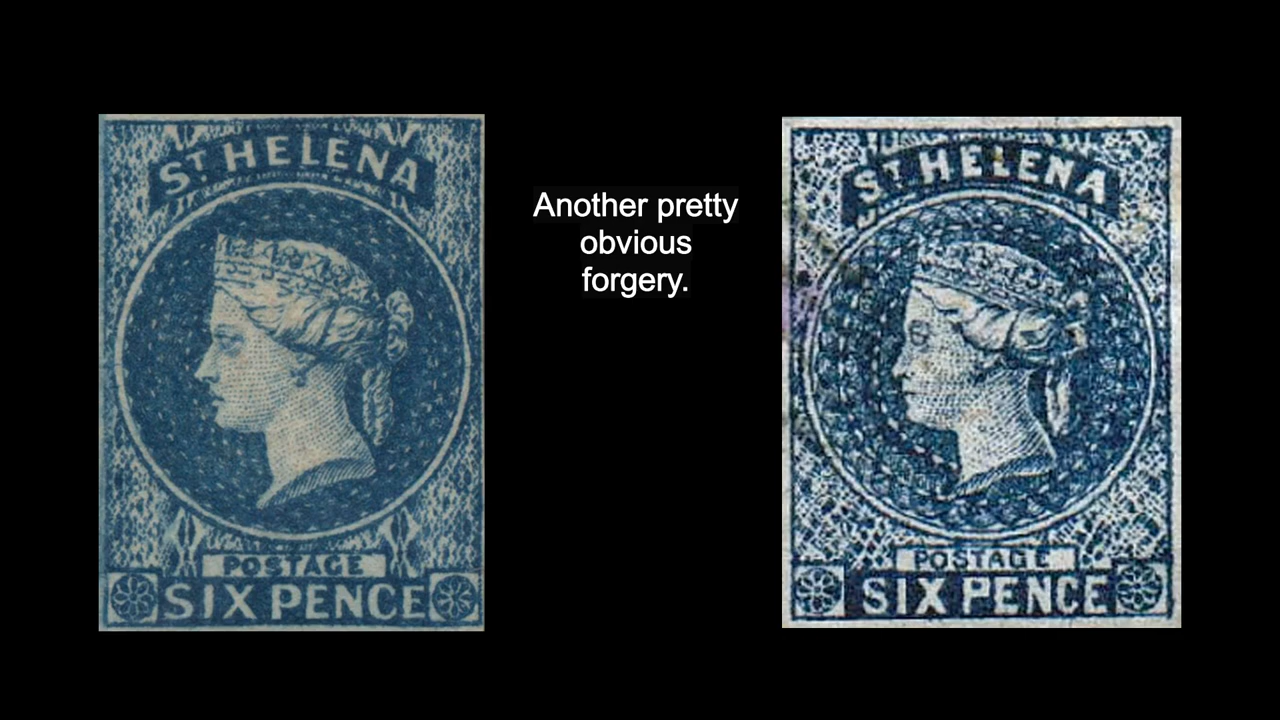 ST HELENA
POSTAGE
SIX PENCE
Another pretty
obvious
forgery.
ST HELENA
POSTAGE
SIX PENCE